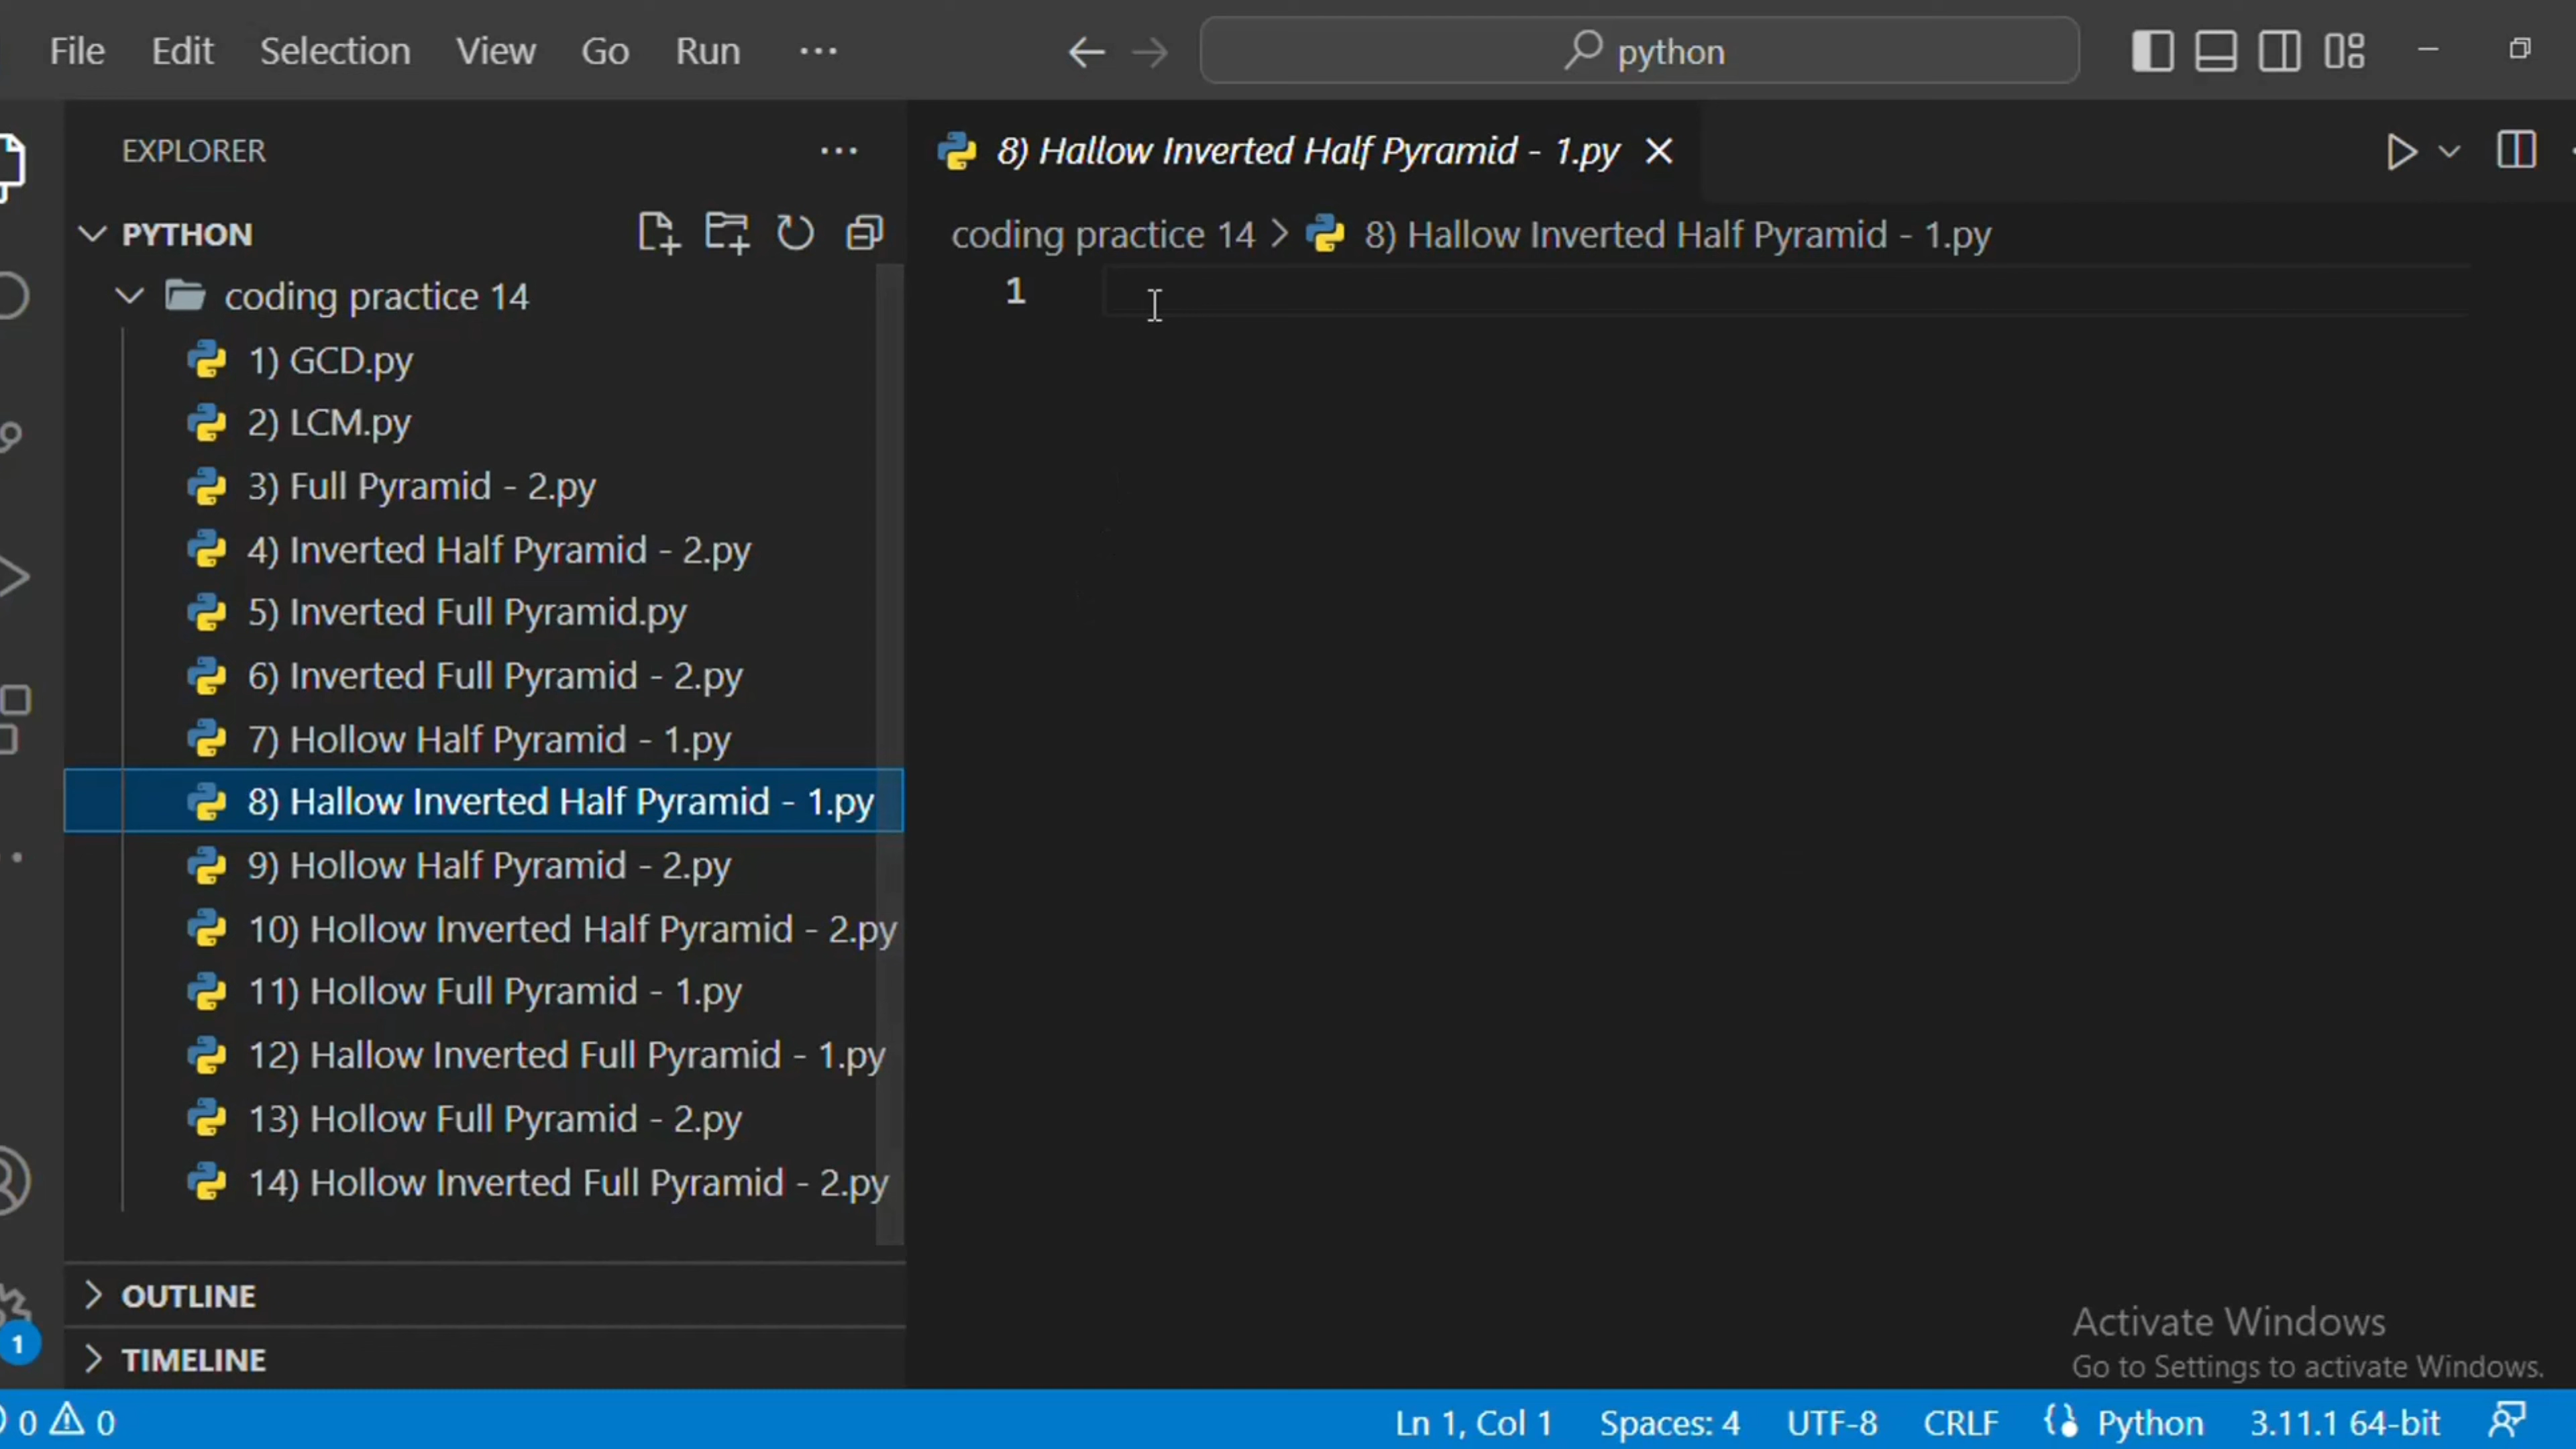 File Edit Selection View Go Run ···
python
EXPLORER ···
PYTHON
coding practice 14
1) GCD.py
2) LCM.py
3) Full Pyramid - 2.py
4) Inverted Half Pyramid - 2.py
5) Inverted Full Pyramid.py
6) Inverted Full Pyramid - 2.py
7) Hollow Half Pyramid - 1.py
8) Hallow Inverted Half Pyramid - 1.py
9) Hollow Half Pyramid - 2.py
10) Hollow Inverted Half Pyramid - 2.py
11) Hollow Full Pyramid - 1.py
12) Hallow Inverted Full Pyramid - 1.py
13) Hollow Full Pyramid - 2.py
14) Hollow Inverted Full Pyramid - 2.py
OUTLINE
TIMELINE
1
8) Hallow Inverted Half Pyramid - 1.py
coding practice 14 > 8) Hallow Inverted Half Pyramid - 1.py
1
Activate Windows
Go to Settings to activate Windows.
0 0
Ln 1, Col 1 Spaces: 4 UTF-8 CRLF Python 3.11.1 64-bit